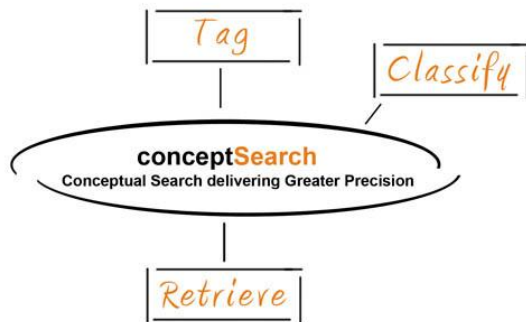 Tag
Classify
conceptSearch
Conceptual Search delivering Greater Precision
Retrieve